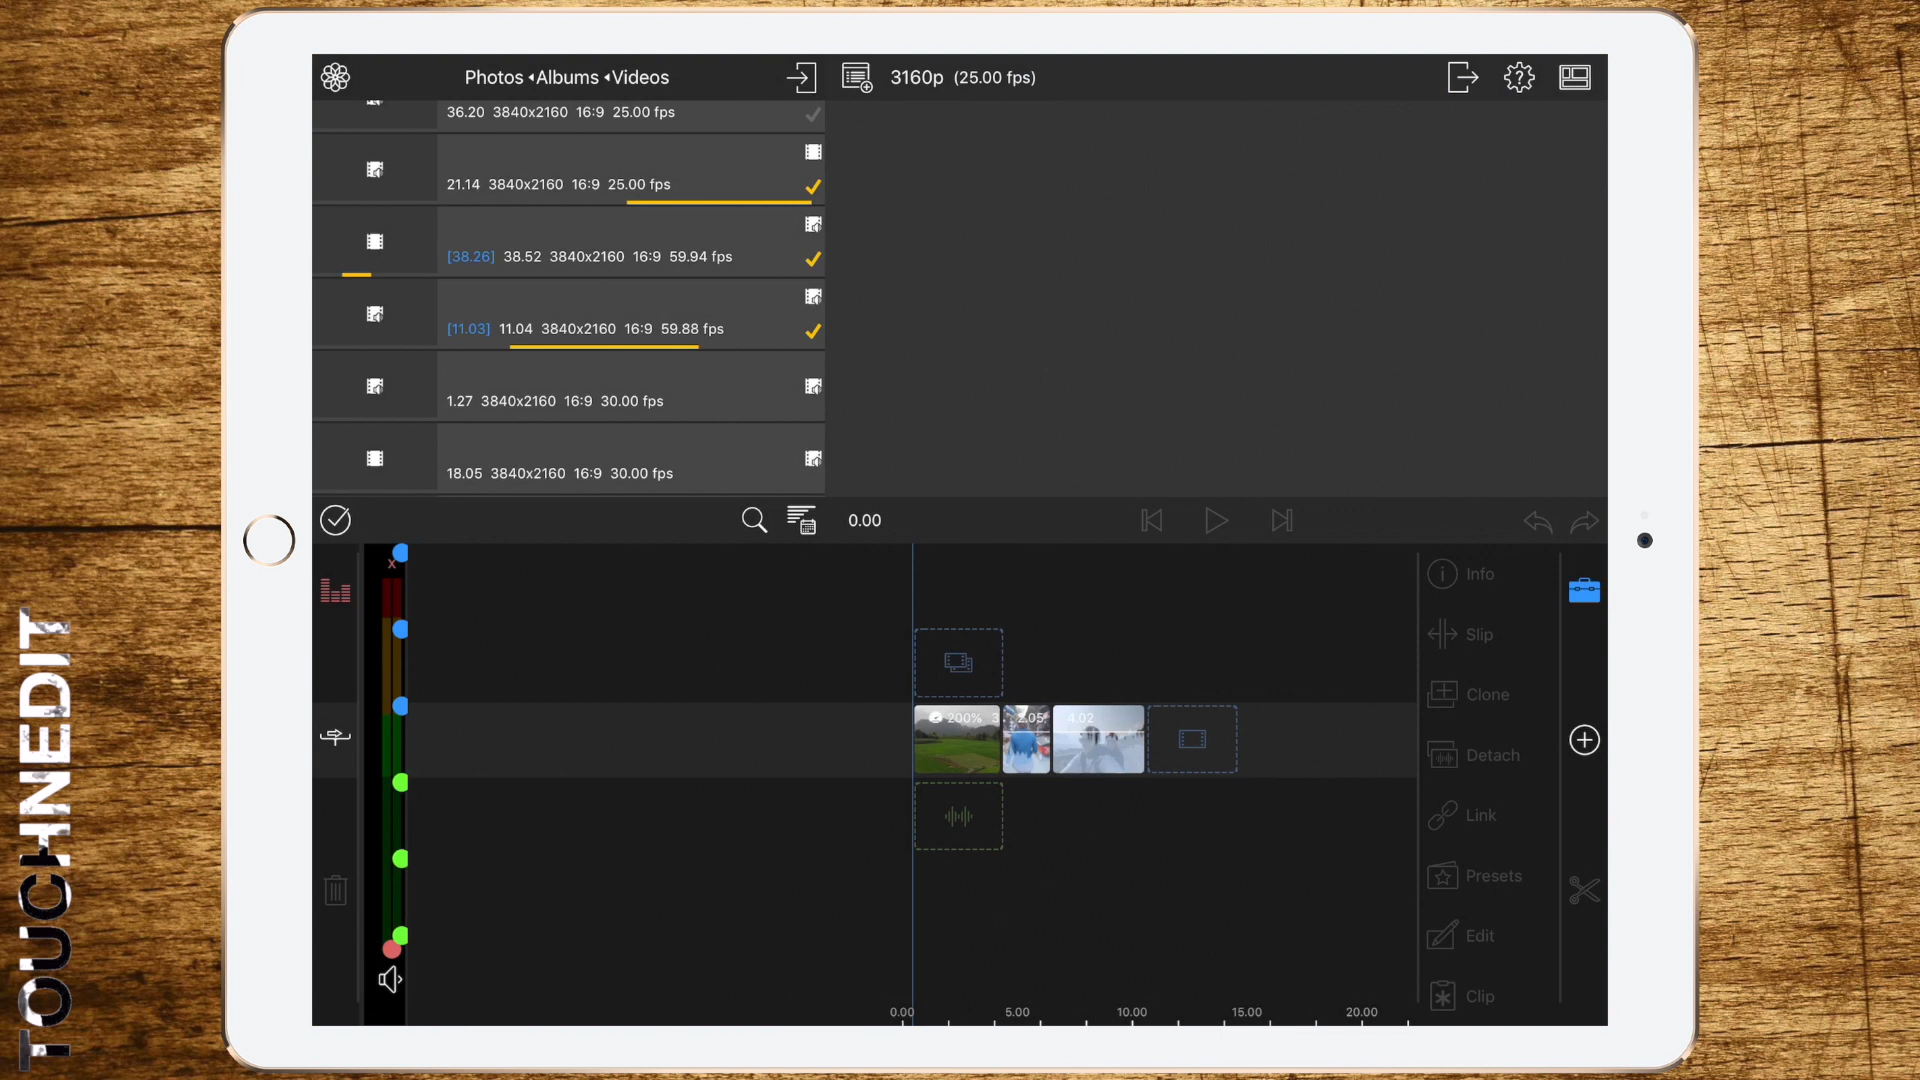 Photos ◂Albums ◂Videos
3160p (25.00 fps)
36.20 3840x2160 16:9 25.00 fps
21.14 3840x2160 16:9 25.00 fps
[38.26] 38.52 3840x2160 16:9 59.94 fps
[11.03] 11.04 3840x2160 16:9 59.88 fps
1.27 3840x2160 16:9 30.00 fps
18.05 3840x2160 16:9 30.00 fps
0.00
x
Info
Slip
Clone
Detach
Link
Presets
Edit
Clip
200% 3
2.05
4.02
0.00 5.00 10.00 15.00 20.00
TOUCHNEDIT